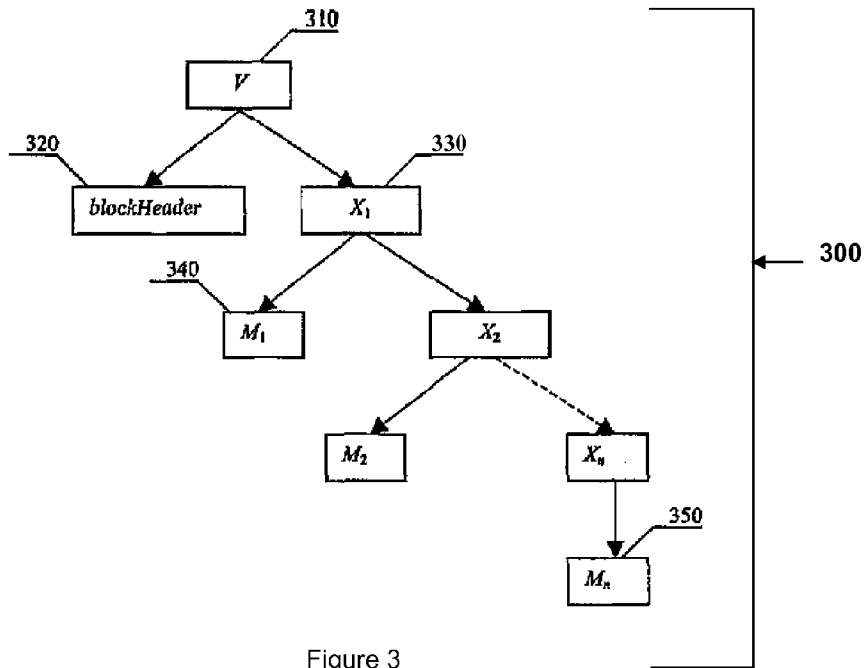 310
V
320
330
blockHeader
X₁
300
340
M₁
X₂
M₂
Xₙ
350
Mₙ
Figure 3